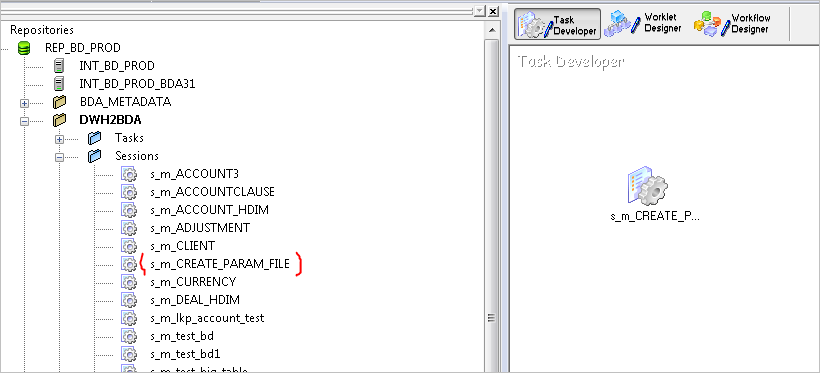 Repositories
REP_BD_PROD
INT_BD_PROD
INT_BD_PROD_BDA31
BDA_METADATA
DWH2BDA
Tasks
Sessions
s_m_ACCOUNT3
s_m_ACCOUNTCLAUSE
s_m_ACCOUNT_HDIM
s_m_ADJUSTMENT
s_m_CLIENT
s_m_CREATE_PARAM_FILE
s_m_CURRENCY
s_m_DEAL_HDIM
s_m_lkp_account_test
s_m_test_bd
s_m_test_bd1
s_m_test_big_table
Task
Developer
Worklet
Designer
Workflow
Designer
Task Developer
s_m_CREATE_P...